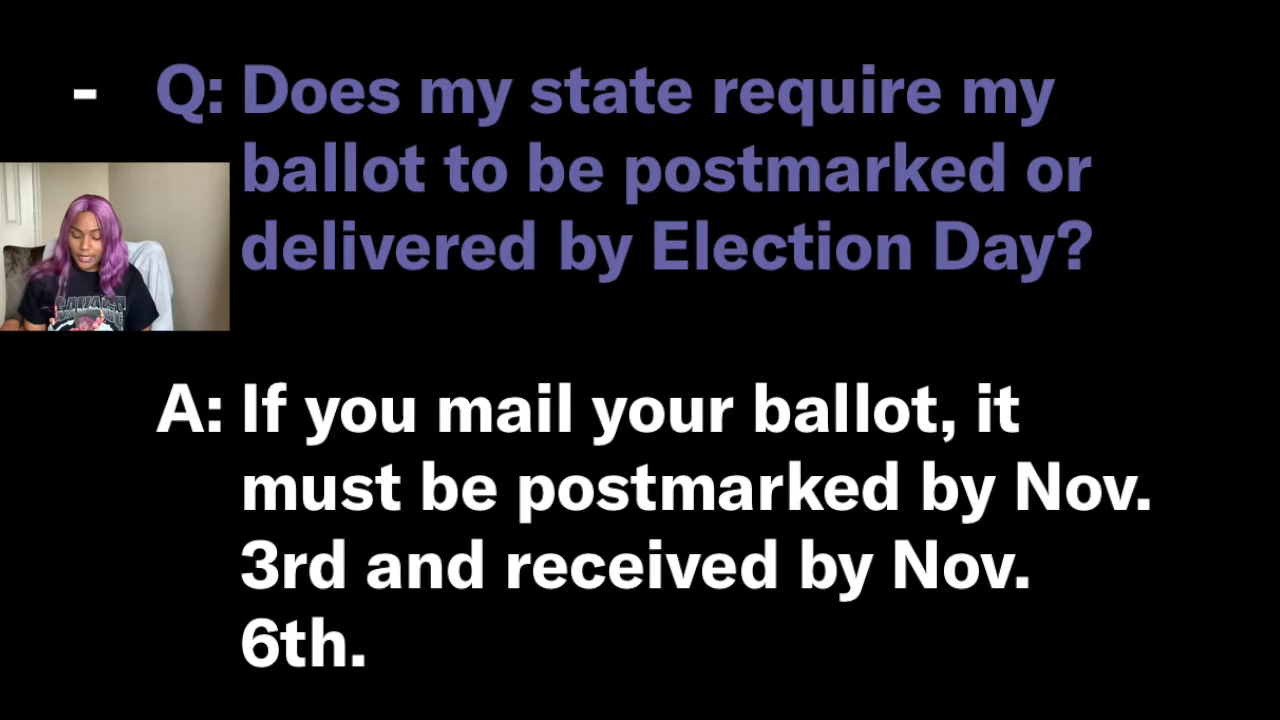 - Q: Does my state require my
ballot to be postmarked or
delivered by Election Day?
SAVAGE
A: If you mail your ballot, it
must be postmarked by Nov.
3rd and received by Nov.
6th.